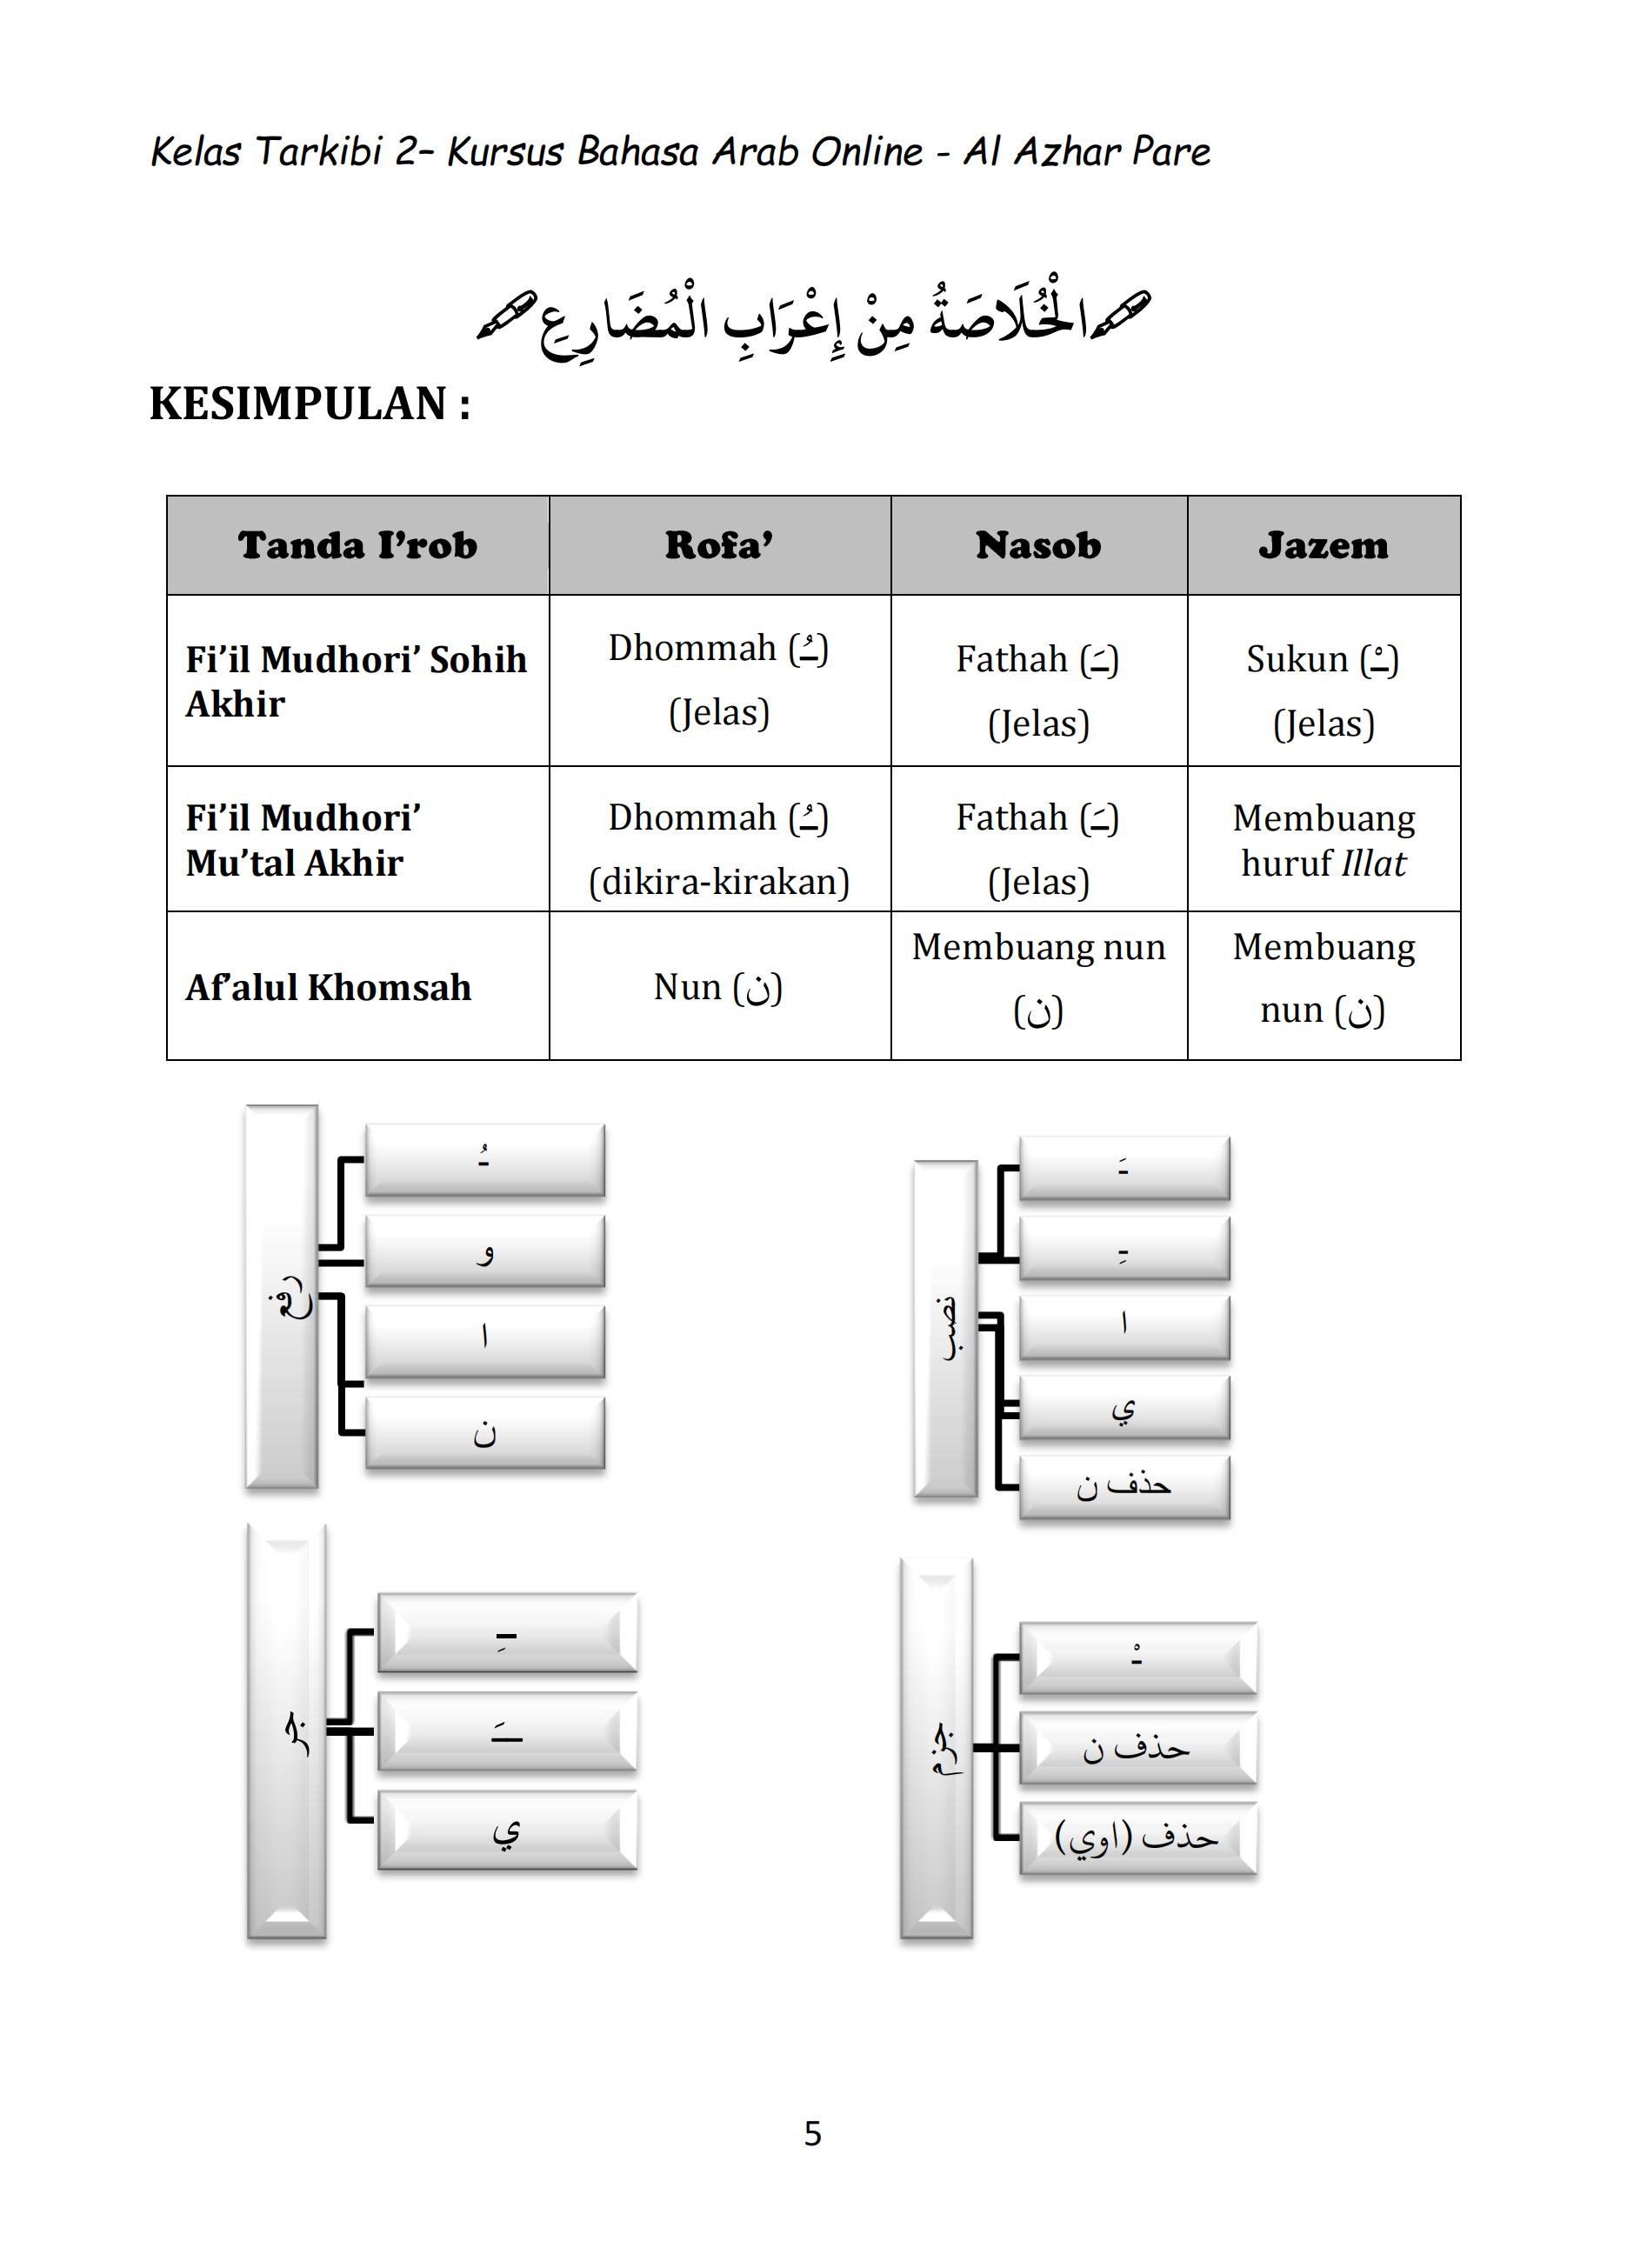 Kelas Tarkibi 2– Kursus Bahasa Arab Online - Al Azhar Pare
الْخُلَاصَةُ مِنْ إِعْرَابِ الْمُضَارِعِ
KESIMPULAN :
Tanda I’rob Rofa’ Nasob Jazem
Fi’il Mudhori’ Sohih
Akhir
Dhommah (ـُ)
(Jelas)
Fathah (ـَ)
(Jelas)
Sukun (ـْ)
(Jelas)
Fi’il Mudhori’
Mu’tal Akhir
Dhommah (ـُ)
(dikira-kirakan)
Fathah (ـَ)
(Jelas)
Membuang
huruf Illat
Af’alul Khomsah
Nun (ن)
Membuang nun
(ن)
Membuang
nun (ن)
رفع
ـُ
و
ا
ن
نصب
ـَ
ـِ
ا
ي
حذف ن
جر
ـِ
ـَ
ي
جزم
ـْ
حذف ن
حذف (اوي)
5